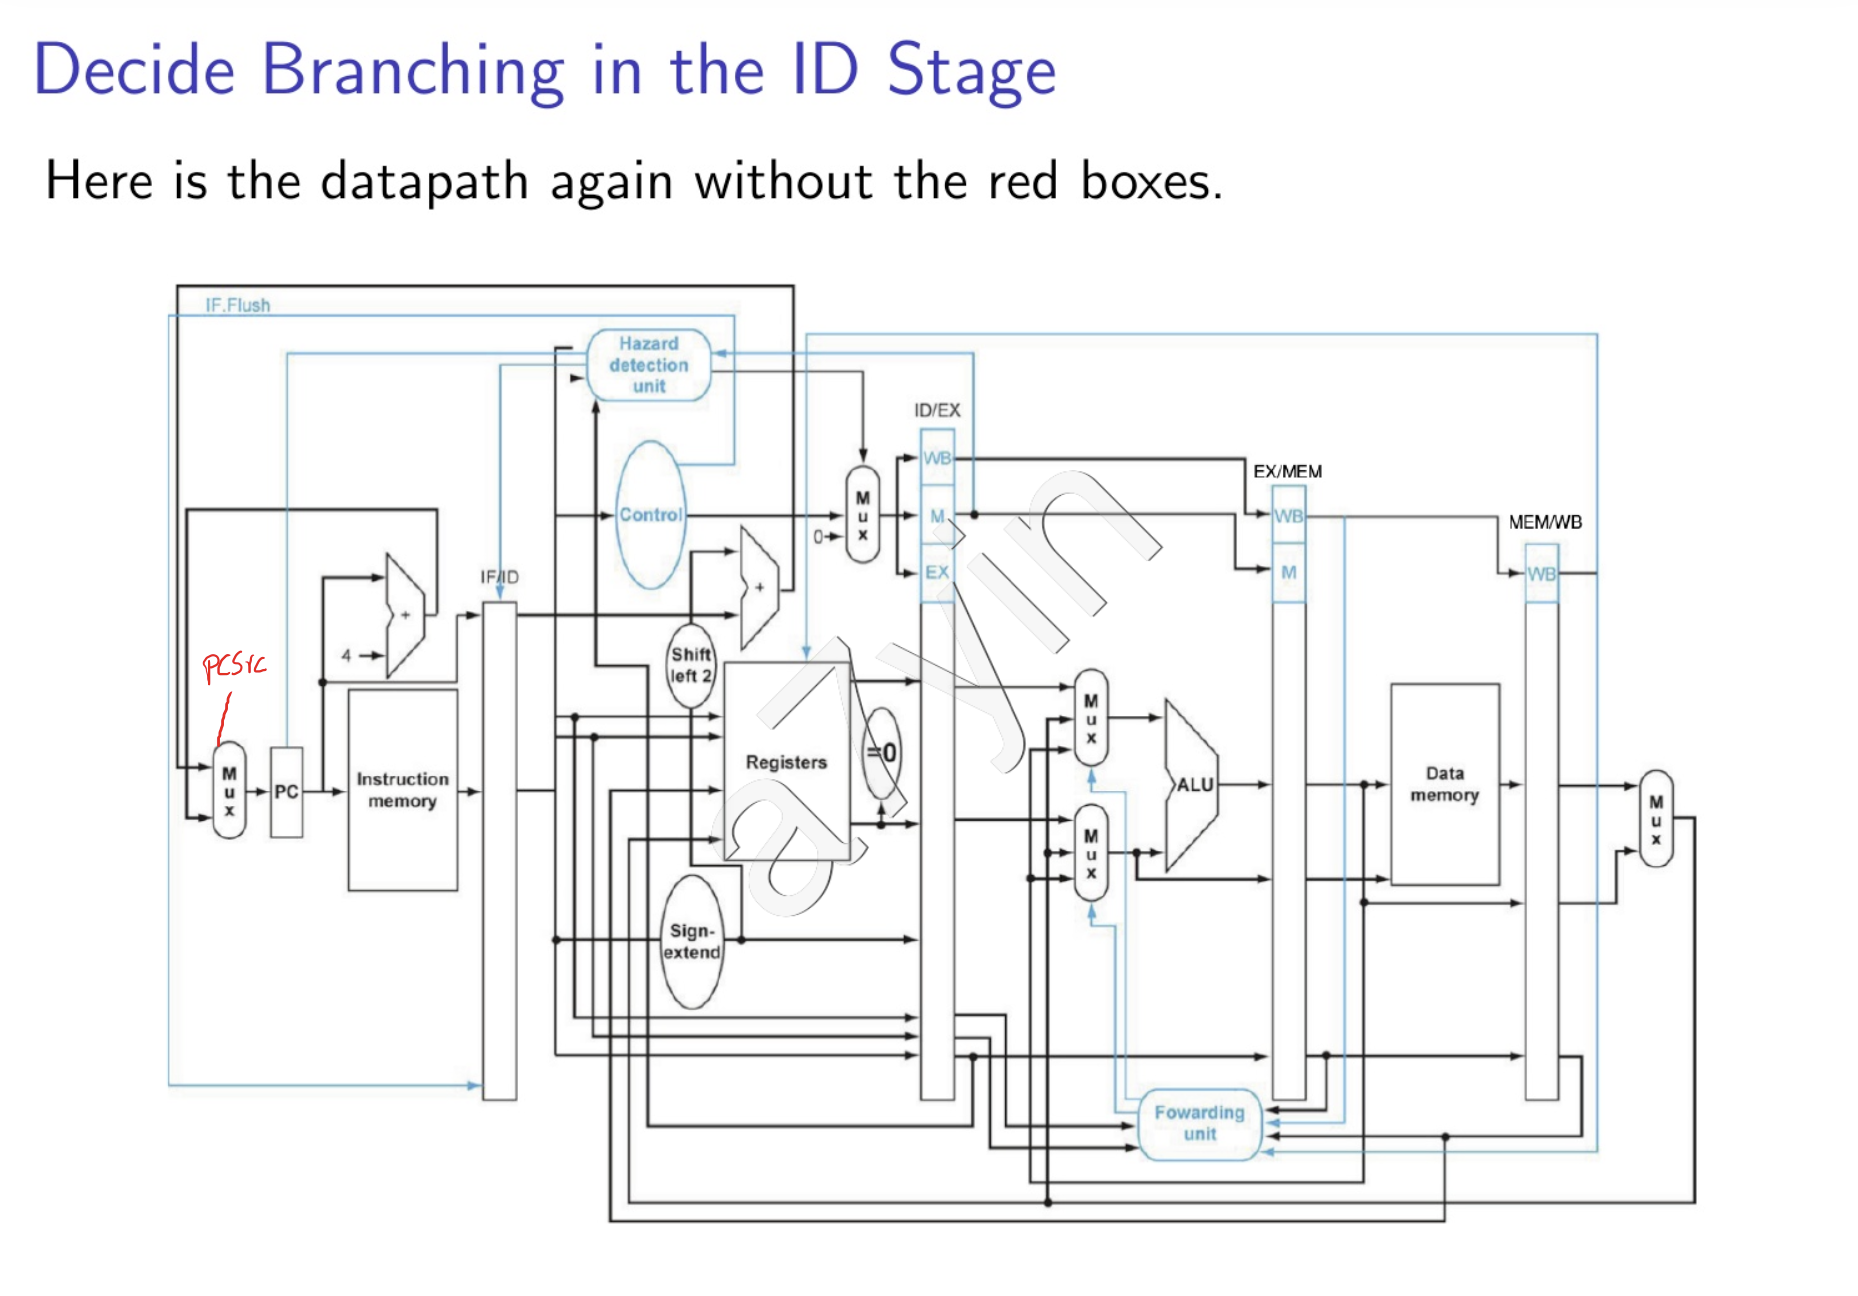 Decide Branching in the ID Stage
Here is the datapath again without the red boxes.
IF.Flush
Hazard
detection
unit
ID/EX
WB
EX/MEM
Control
M
u
x
0
M
WB
MEM/WB
EX
M
WB
IF/ID
+
+
4
PCSrc
Shift
left 2
M
u
x
PC
Instruction
memory
Registers
=0
M
u
x
ALU
Data
memory
M
u
x
M
u
x
Sign-
extend
Fowarding
unit
azyin